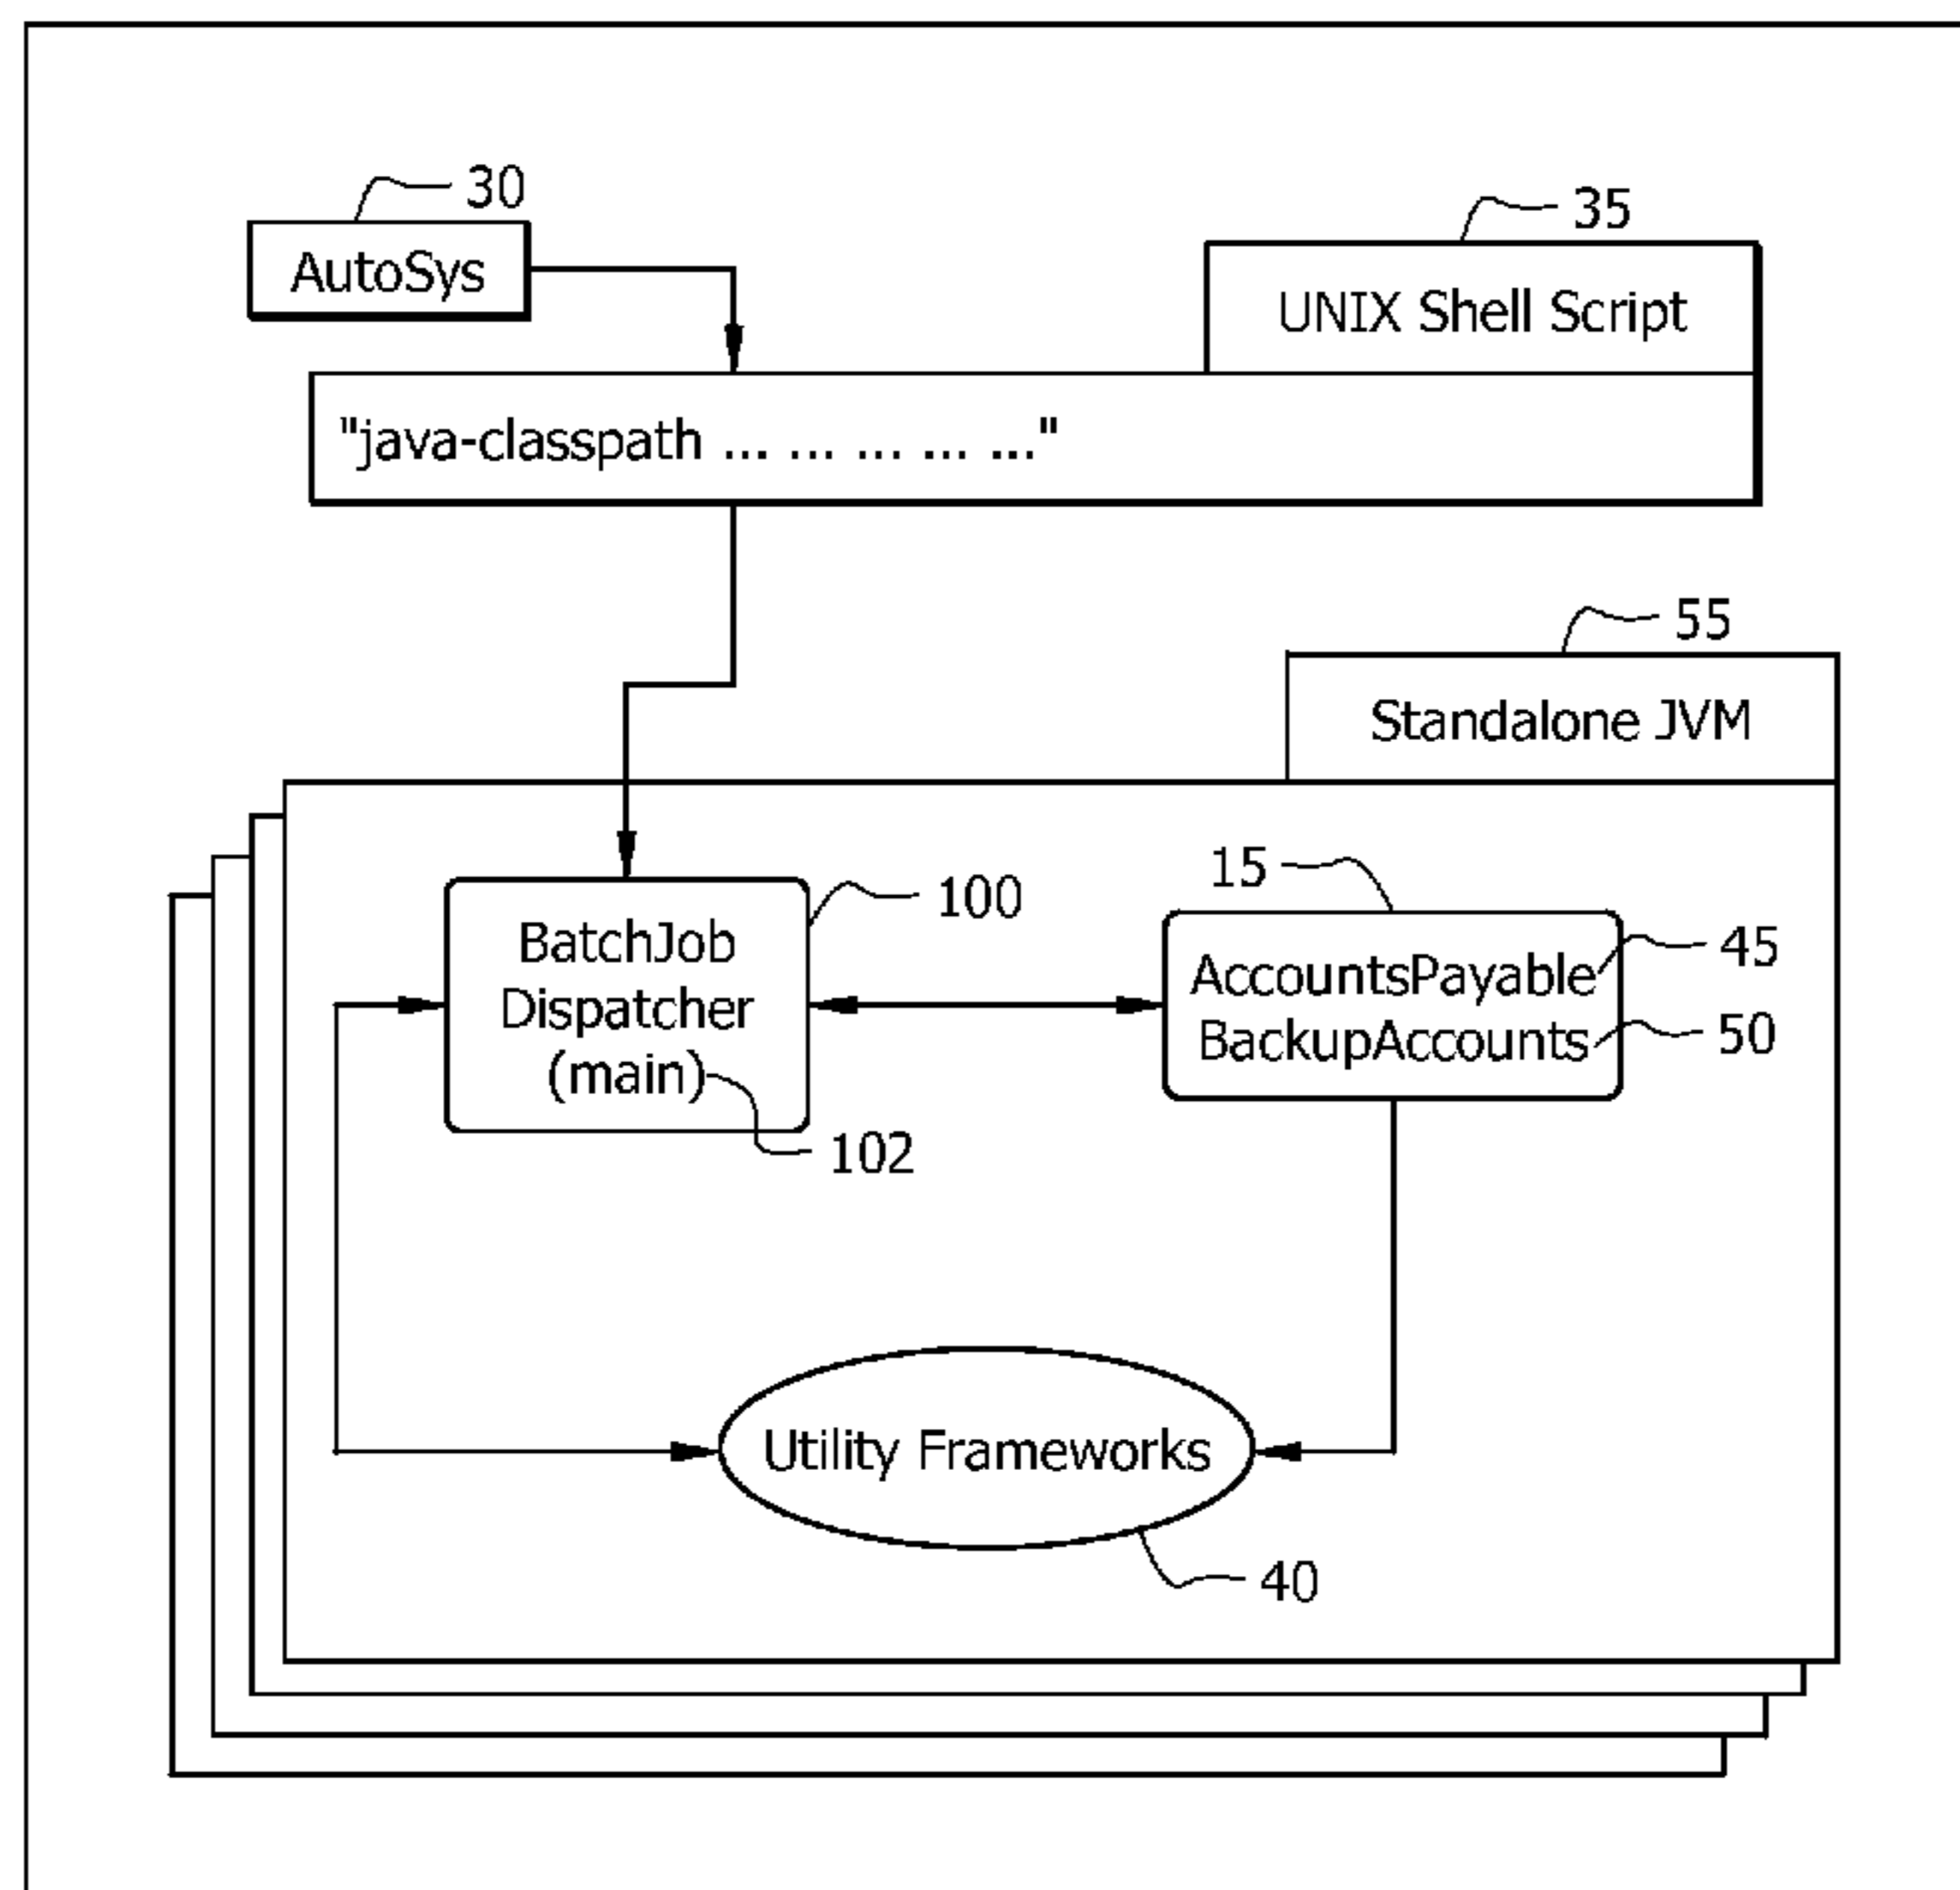 30
AutoSys
35
UNIX Shell Script
"java-classpath ... ... ... ... ..."
55
Standalone JVM
100
BatchJob
Dispatcher
(main)
102
15
AccountsPayable
45
BackupAccounts
50
Utility Frameworks
40